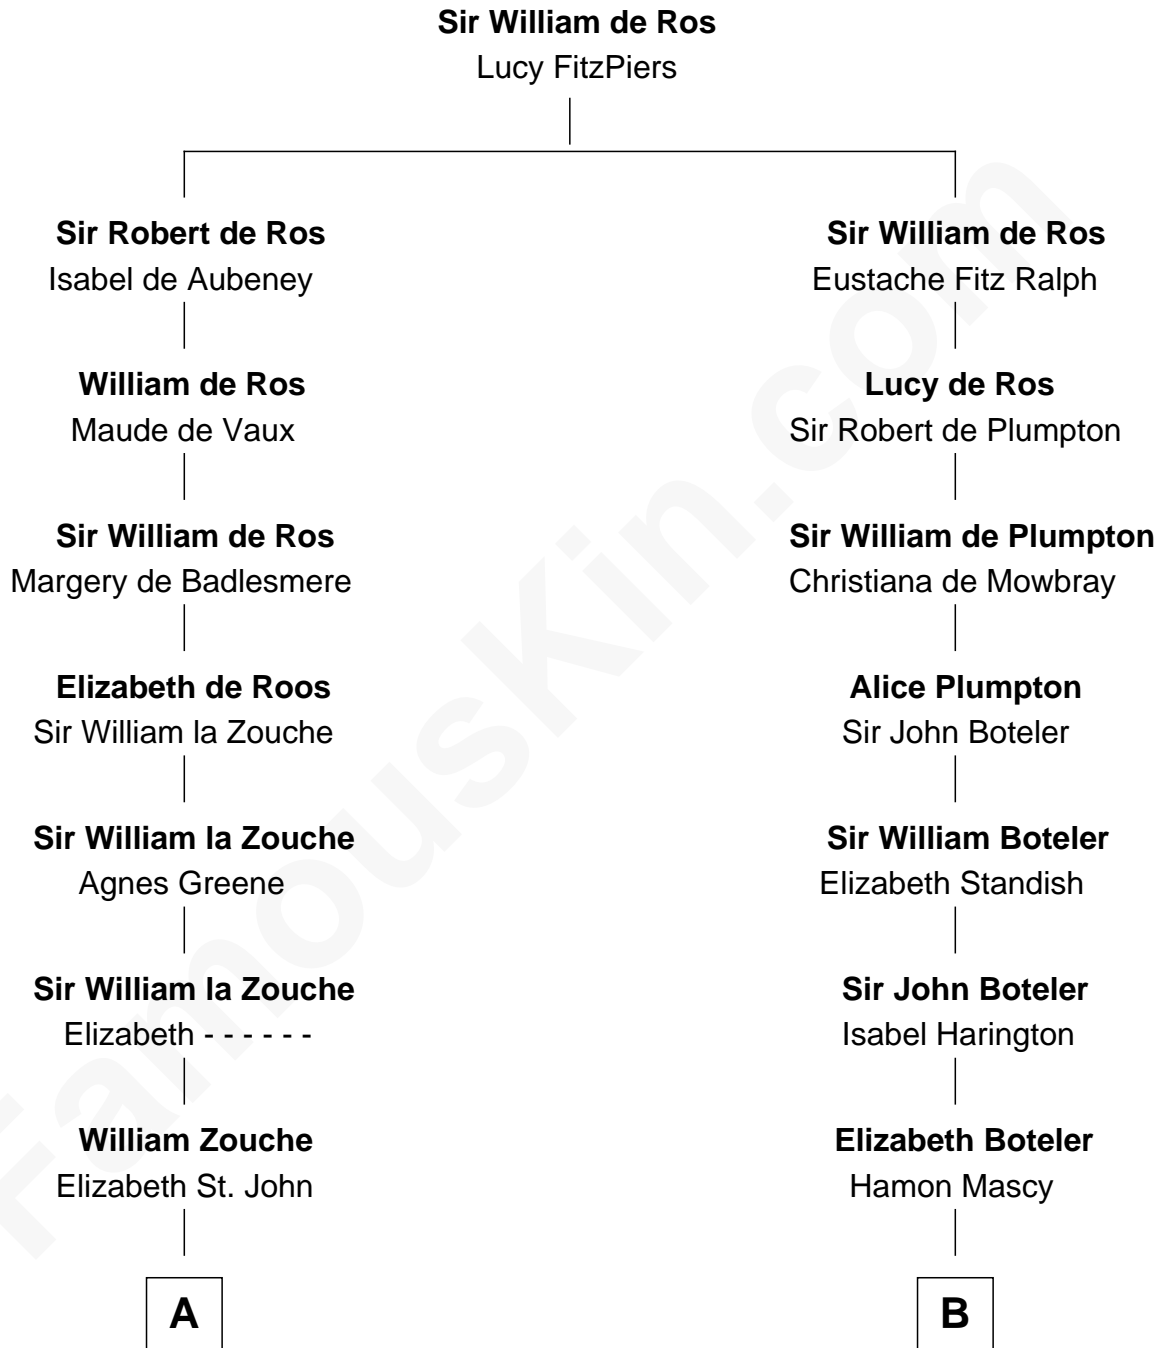 Sir William de Ros
Lucy FitzPiers
Sir Robert de Ros
Isabel de Aubeney
William de Ros
Maude de Vaux
Sir William de Ros
Margery de Badlesmere
Elizabeth de Roos
Sir William la Zouche
Sir William la Zouche
Agnes Greene
Sir William la Zouche
Elizabeth - - - - - -
William Zouche
Elizabeth St. John
A
Sir William de Ros
Eustache Fitz Ralph
Lucy de Ros
Sir Robert de Plumpton
Sir William de Plumpton
Christiana de Mowbray
Alice Plumpton
Sir John Boteler
Sir William Boteler
Elizabeth Standish
Sir John Boteler
Isabel Harington
Elizabeth Boteler
Hamon Mascy
B
FamousKin.com